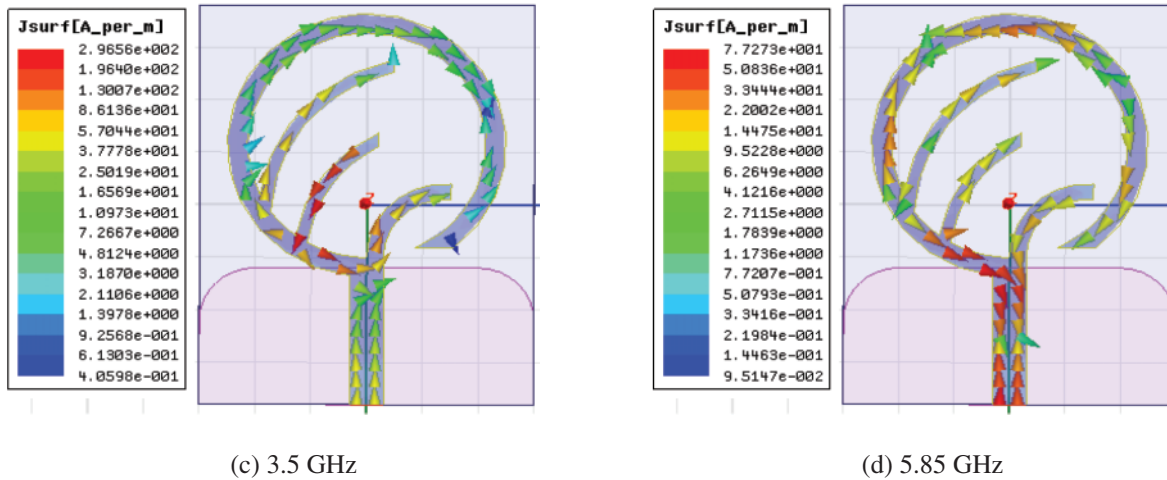 Jsurf[A_per_m]
2.9656e+002
1.9640e+002
1.3007e+002
8.6136e+001
5.7044e+001
3.7778e+001
2.5019e+001
1.6569e+001
1.0973e+001
7.2667e+000
4.8124e+000
3.1870e+000
2.1106e+000
1.3978e+000
9.2568e-001
6.1303e-001
4.0598e-001
(c) 3.5 GHz
Jsurf[A_per_m]
7.7273e+001
5.0836e+001
3.3444e+001
2.2002e+001
1.4475e+001
9.5228e+000
6.2649e+000
4.1216e+000
2.7115e+000
1.7839e+000
1.1736e+000
7.7207e-001
5.0793e-001
3.3416e-001
2.1984e-001
1.4463e-001
9.5147e-002
(d) 5.85 GHz